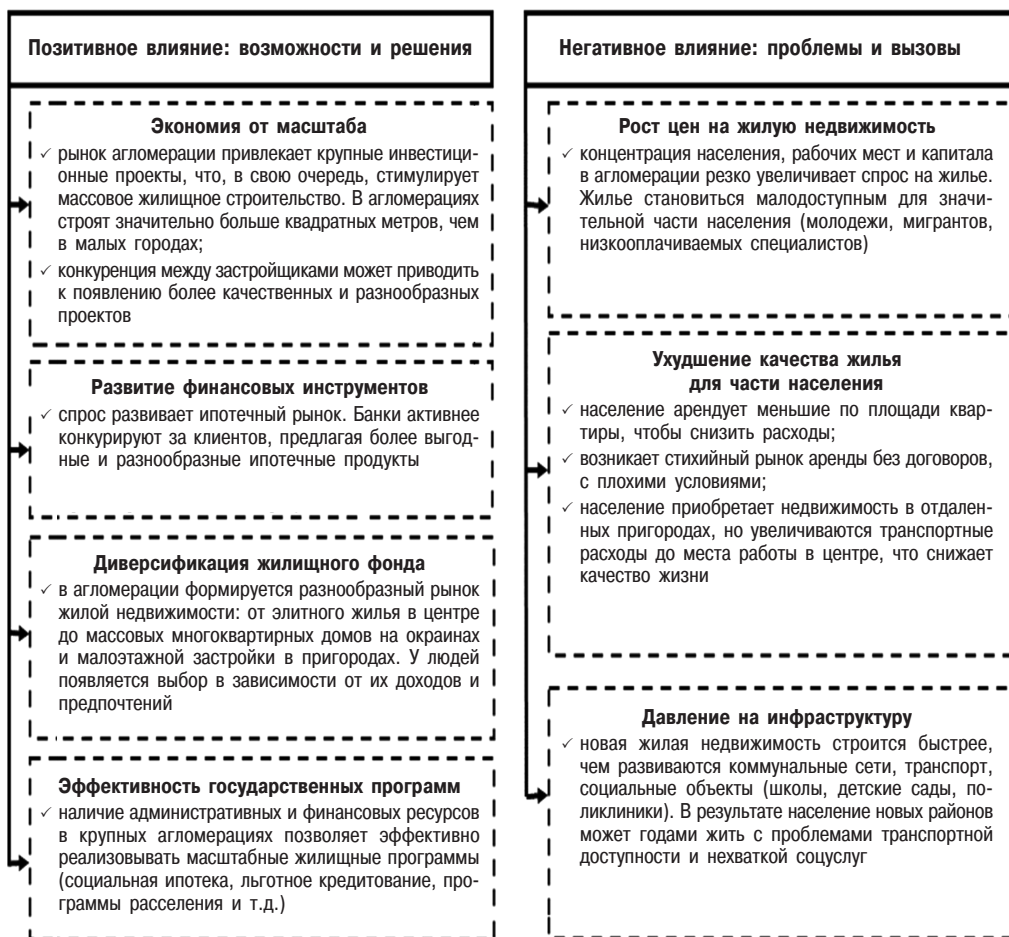 Позитивное влияние: возможности и решения
Экономия от масштаба
✓ рынок агломерации привлекает крупные инвестици-
онные проекты, что, в свою очередь, стимулирует
массовое жилищное строительство. В агломерациях
строят значительно больше квадратных метров, чем
в малых городах;
✓ конкуренция между застройщиками может приводить
к появлению более качественных и разнообразных
проектов
Развитие финансовых инструментов
✓ спрос развивает ипотечный рынок. Банки активнее
конкурируют за клиентов, предлагая более выгод-
ные и разнообразные ипотечные продукты
Диверсификация жилищного фонда
✓ в агломерации формируется разнообразный рынок
жилой недвижимости: от элитного жилья в центре
до массовых многоквартирных домов на окраинах
и малоэтажной застройки в пригородах. У людей
появляется выбор в зависимости от их доходов и
предпочтений
Эффективность государственных программ
✓ наличие административных и финансовых ресурсов
в крупных агломерациях позволяет эффективно
реализовывать масштабные жилищные программы
(социальная ипотека, льготное кредитование, про-
граммы расселения и т.д.)
Негативное влияние: проблемы и вызовы
Рост цен на жилую недвижимость
✓ концентрация населения, рабочих мест и капитала
в агломерации резко увеличивает спрос на жилье.
Жилье становиться малодоступным для значи-
тельной части населения (молодежи, мигрантов,
низкооплачиваемых специалистов)
Ухудшение качества жилья
для части населения
✓ население арендует меньшие по площади квар-
тиры, чтобы снизить расходы;
✓ возникает стихийный рынок аренды без договоров,
с плохими условиями;
✓ население приобретает недвижимость в отдален-
ных пригородах, но увеличиваются транспортные
расходы до места работы в центре, что снижает
качество жизни
Давление на инфраструктуру
✓ новая жилая недвижимость строится быстрее,
чем развиваются коммунальные сети, транспорт,
социальные объекты (школы, детские сады, по-
ликлиники). В результате население новых районов
может годами жить с проблемами транспортной
доступности и нехваткой соцуслуг